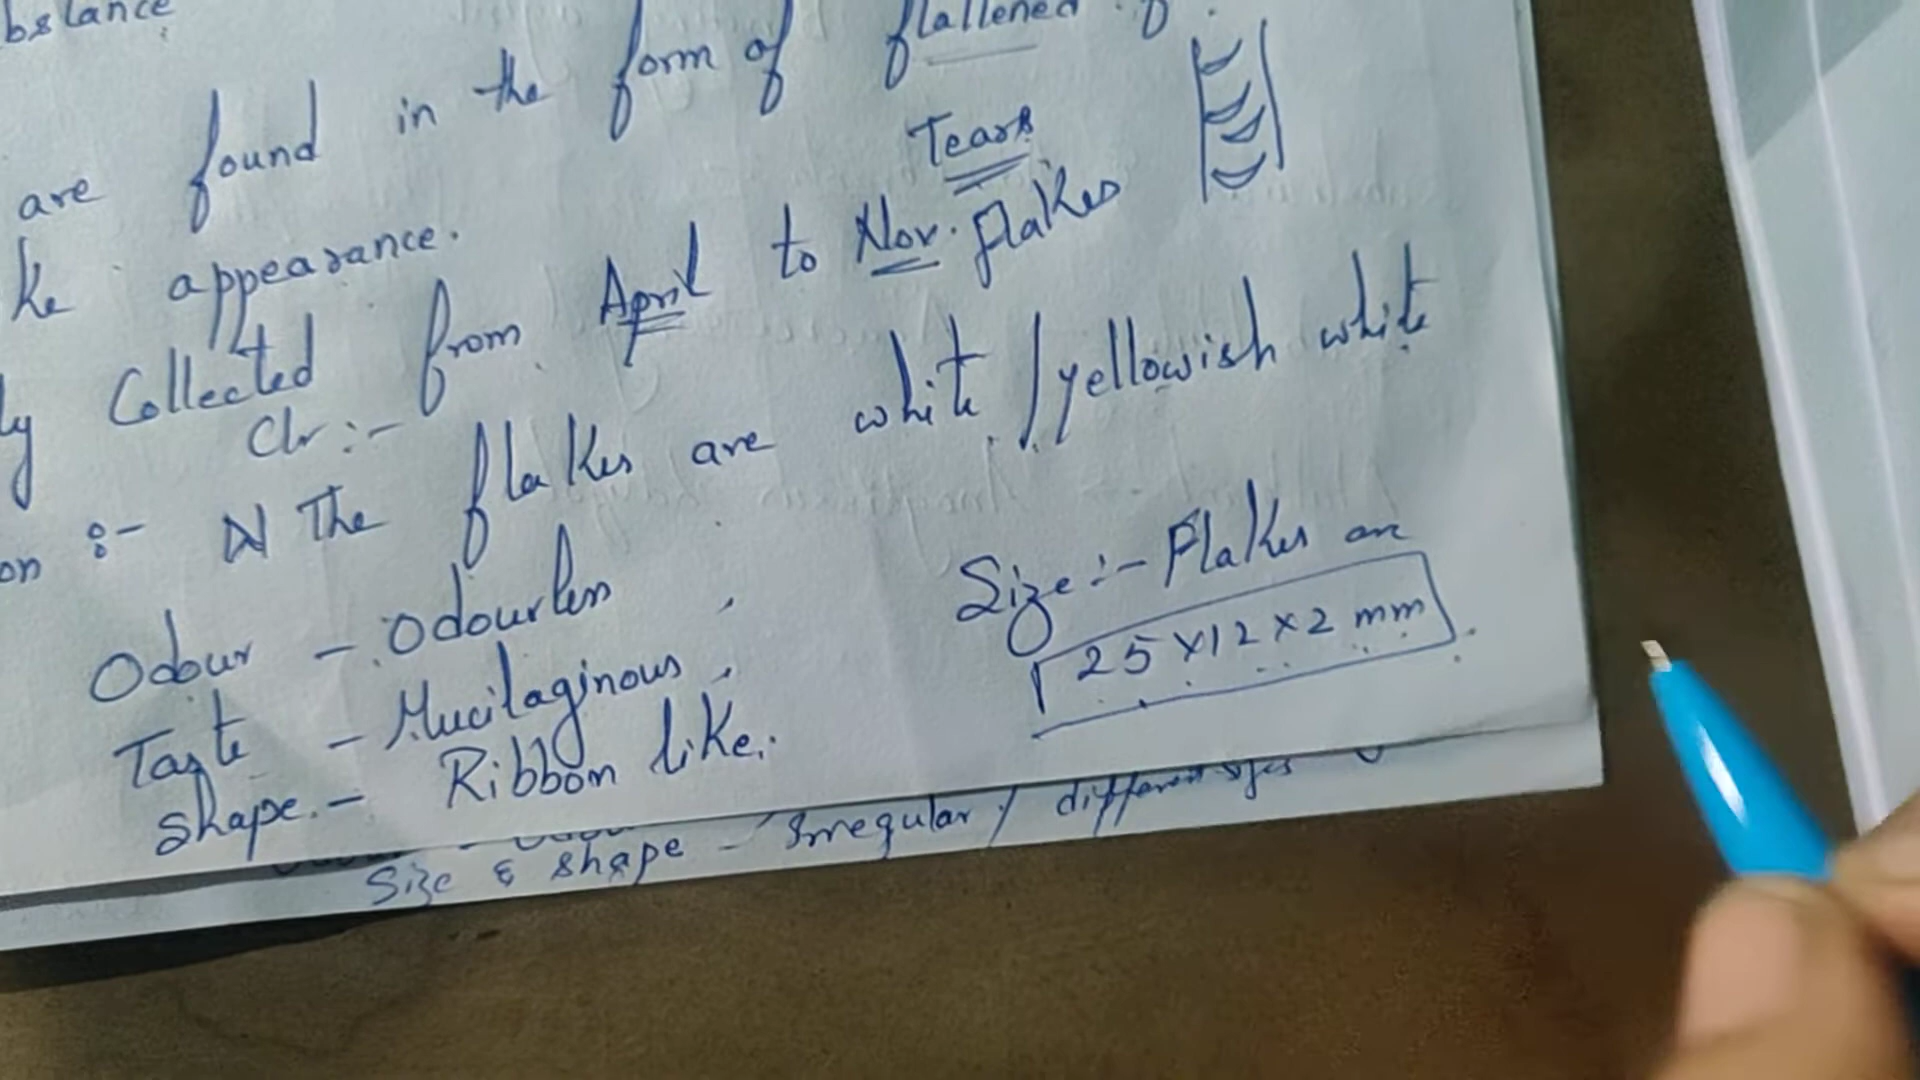 bstance
are found in the form of flattened
Tears
ke appearance.
ly Collected from April to Nov. flakes
Clr :-
on :- The flakes are white / yellowish white
Odour - Odourless
Size :- Flakes are
25 x 12 x 2 mm
Taste - Mucilaginous
Shape - Ribbon like.
Size & shape - Irregular / different